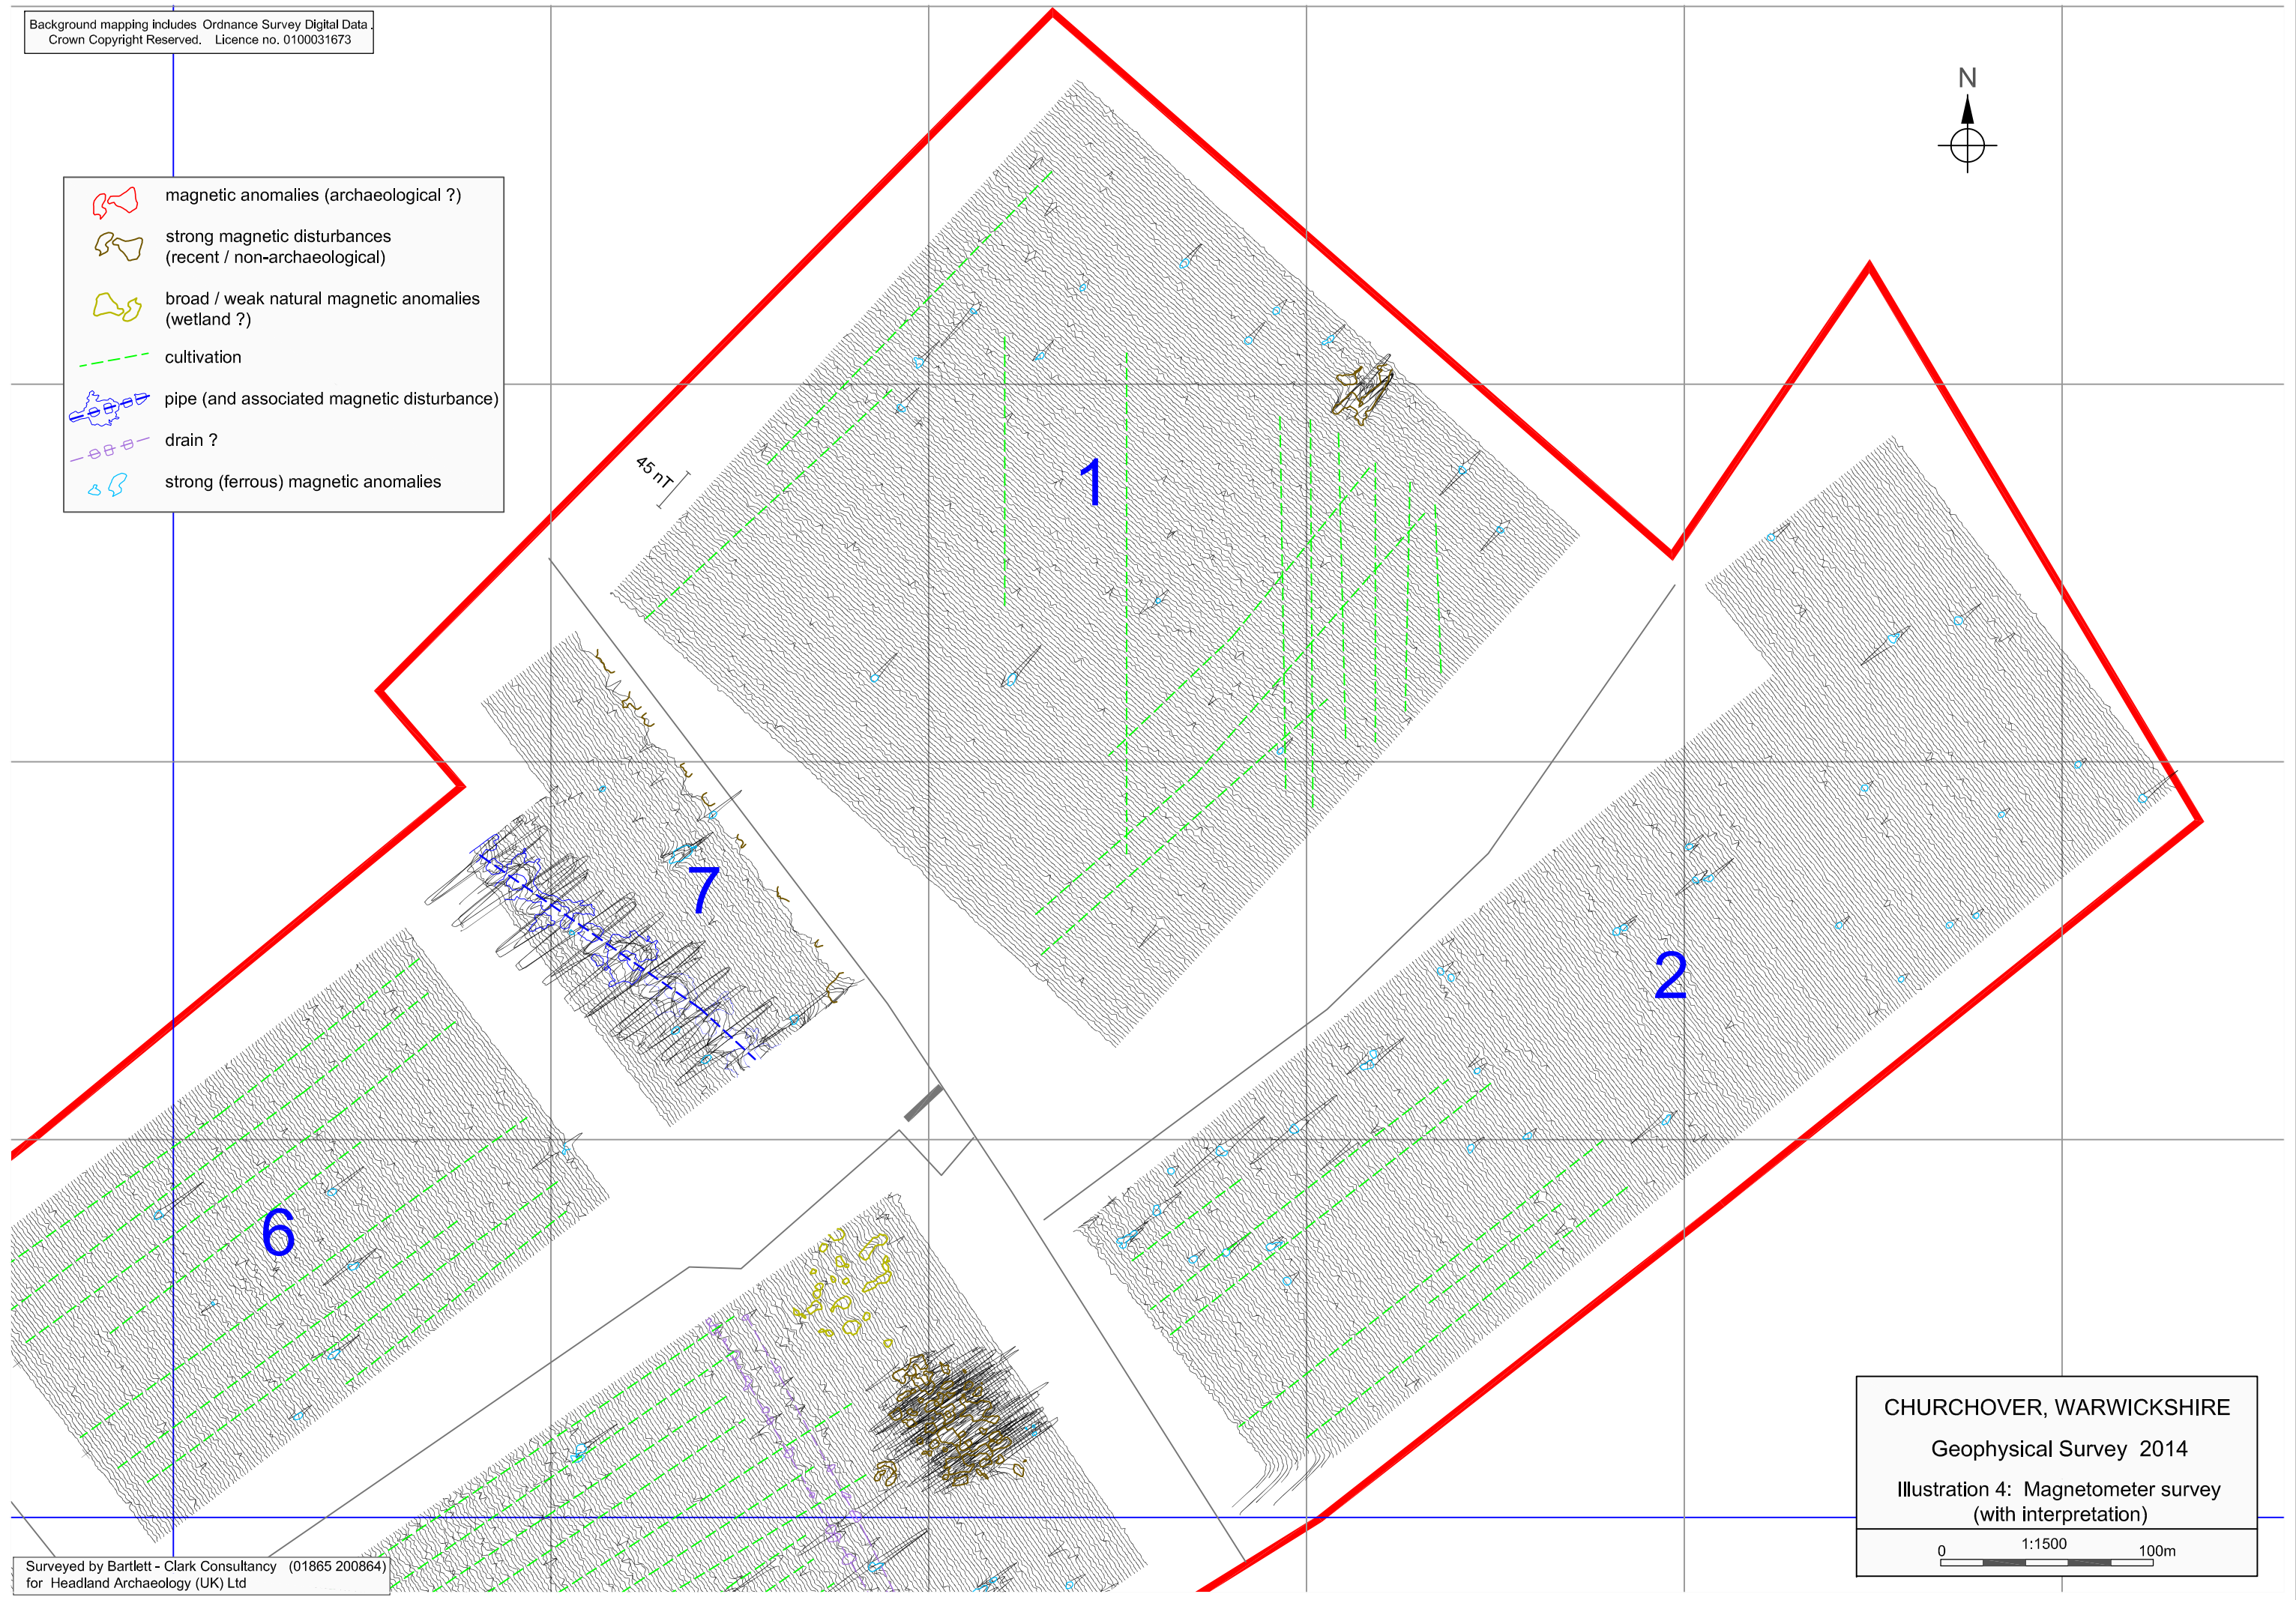 Background mapping includes Ordnance Survey Digital Data .
Crown Copyright Reserved. Licence no. 0100031673
N
magnetic anomalies (archaeological ?)
strong magnetic disturbances
(recent / non-archaeological)
broad / weak natural magnetic anomalies
(wetland ?)
cultivation
pipe (and associated magnetic disturbance)
drain ?
strong (ferrous) magnetic anomalies
45 nT
1
7
2
6
CHURCHOVER, WARWICKSHIRE
Geophysical Survey 2014
Illustration 4: Magnetometer survey
(with interpretation)
1:1500
0 100m
Surveyed by Bartlett - Clark Consultancy (01865 200864)
for Headland Archaeology (UK) Ltd